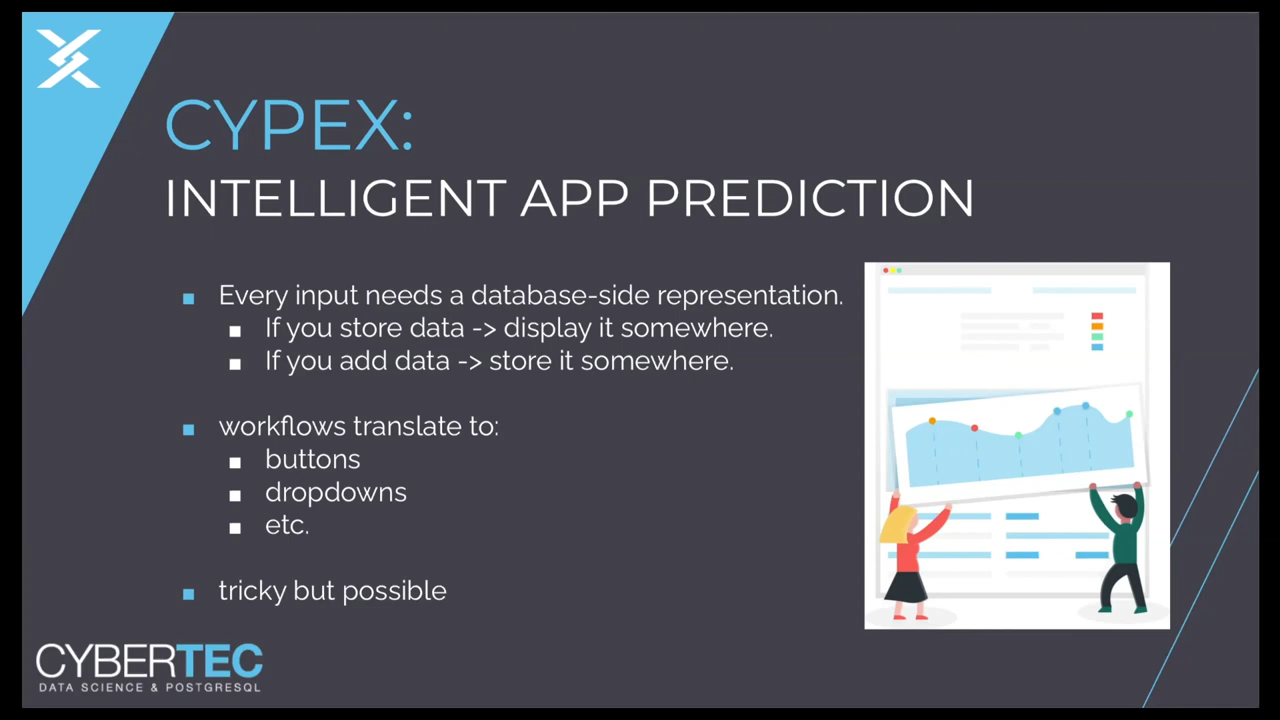 CYPEX:
INTELLIGENT APP PREDICTION
Every input needs a database-side representation.
If you store data -> display it somewhere.
If you add data -> store it somewhere.
workflows translate to:
buttons
dropdowns
etc.
tricky but possible
CYBERTEC
DATA SCIENCE & POSTGRESQL